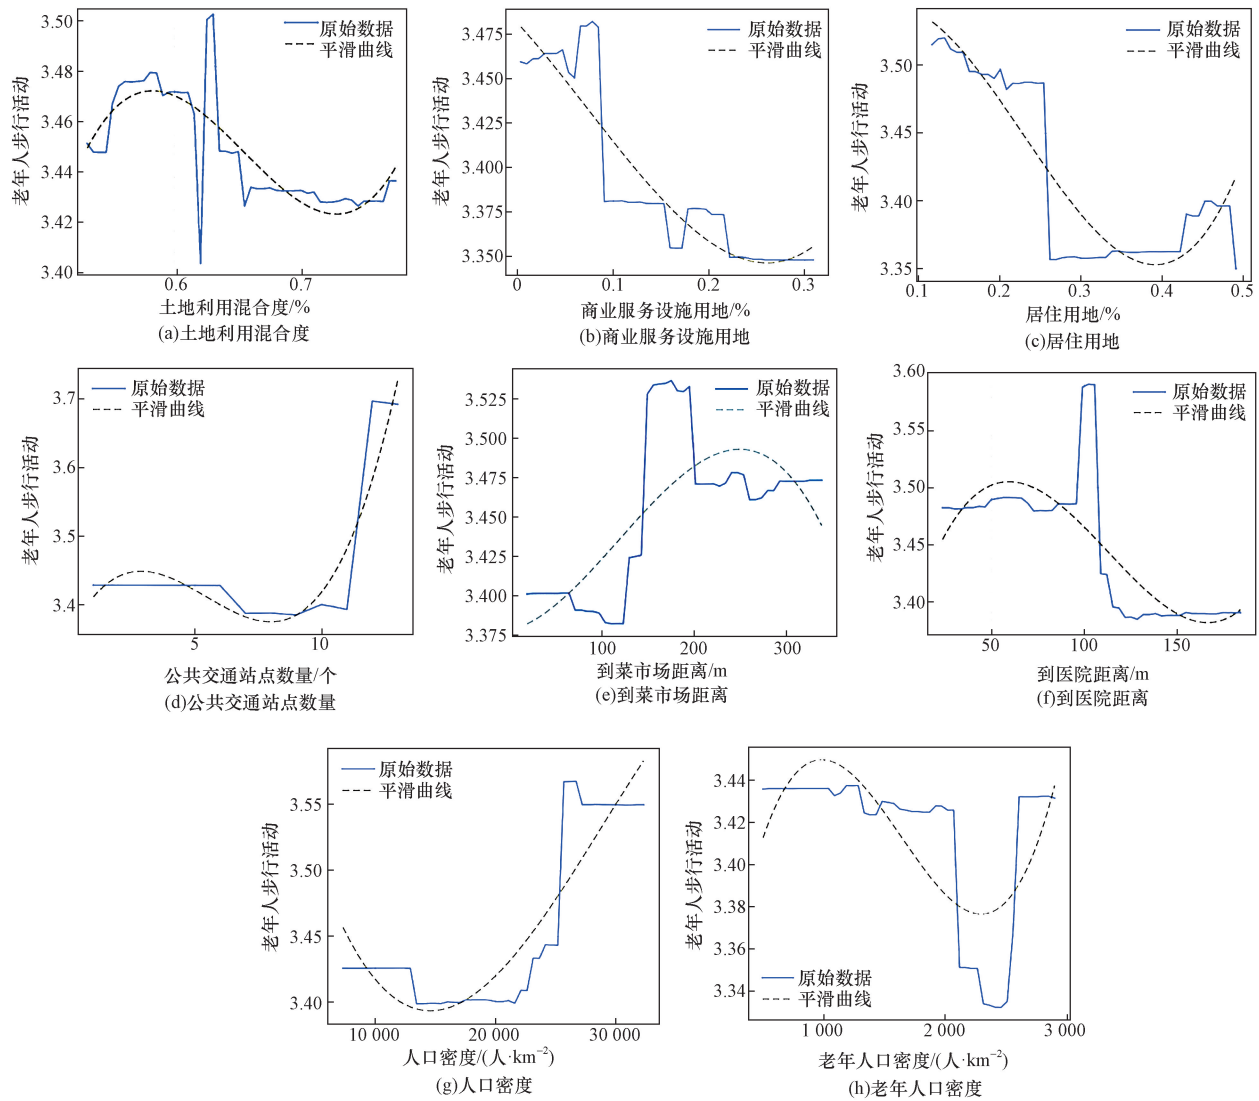 3.50
3.48
3.46
3.44
3.42
3.40
老年人步行活动
原始数据
平滑曲线
0.6
0.7
土地利用混合度/%
(a)土地利用混合度
3.475
3.450
3.425
3.400
3.375
3.350
老年人步行活动
原始数据
平滑曲线
0
0.1
0.2
0.3
商业服务设施用地/%
(b)商业服务设施用地
3.50
3.45
3.40
3.35
老年人步行活动
原始数据
平滑曲线
0.1
0.2
0.3
0.4
0.5
居住用地/%
(c)居住用地
3.7
3.6
3.5
3.4
老年人步行活动
原始数据
平滑曲线
5
10
公共交通站点数量/个
(d)公共交通站点数量
3.525
3.500
3.475
3.450
3.425
3.400
3.375
老年人步行活动
原始数据
平滑曲线
100
200
300
到菜市场距离/m
(e)到菜市场距离
3.60
3.55
3.50
3.45
3.40
老年人步行活动
原始数据
平滑曲线
50
100
150
到医院距离/m
(f)到医院距离
3.55
3.50
3.45
3.40
老年人步行活动
原始数据
平滑曲线
10 000
20 000
30 000
人口密度/(人·km⁻²)
(g)人口密度
3.44
3.42
3.40
3.38
3.36
3.34
老年人步行活动
原始数据
平滑曲线
1 000
2 000
3 000
老年人口密度/(人·km⁻²)
(h)老年人口密度